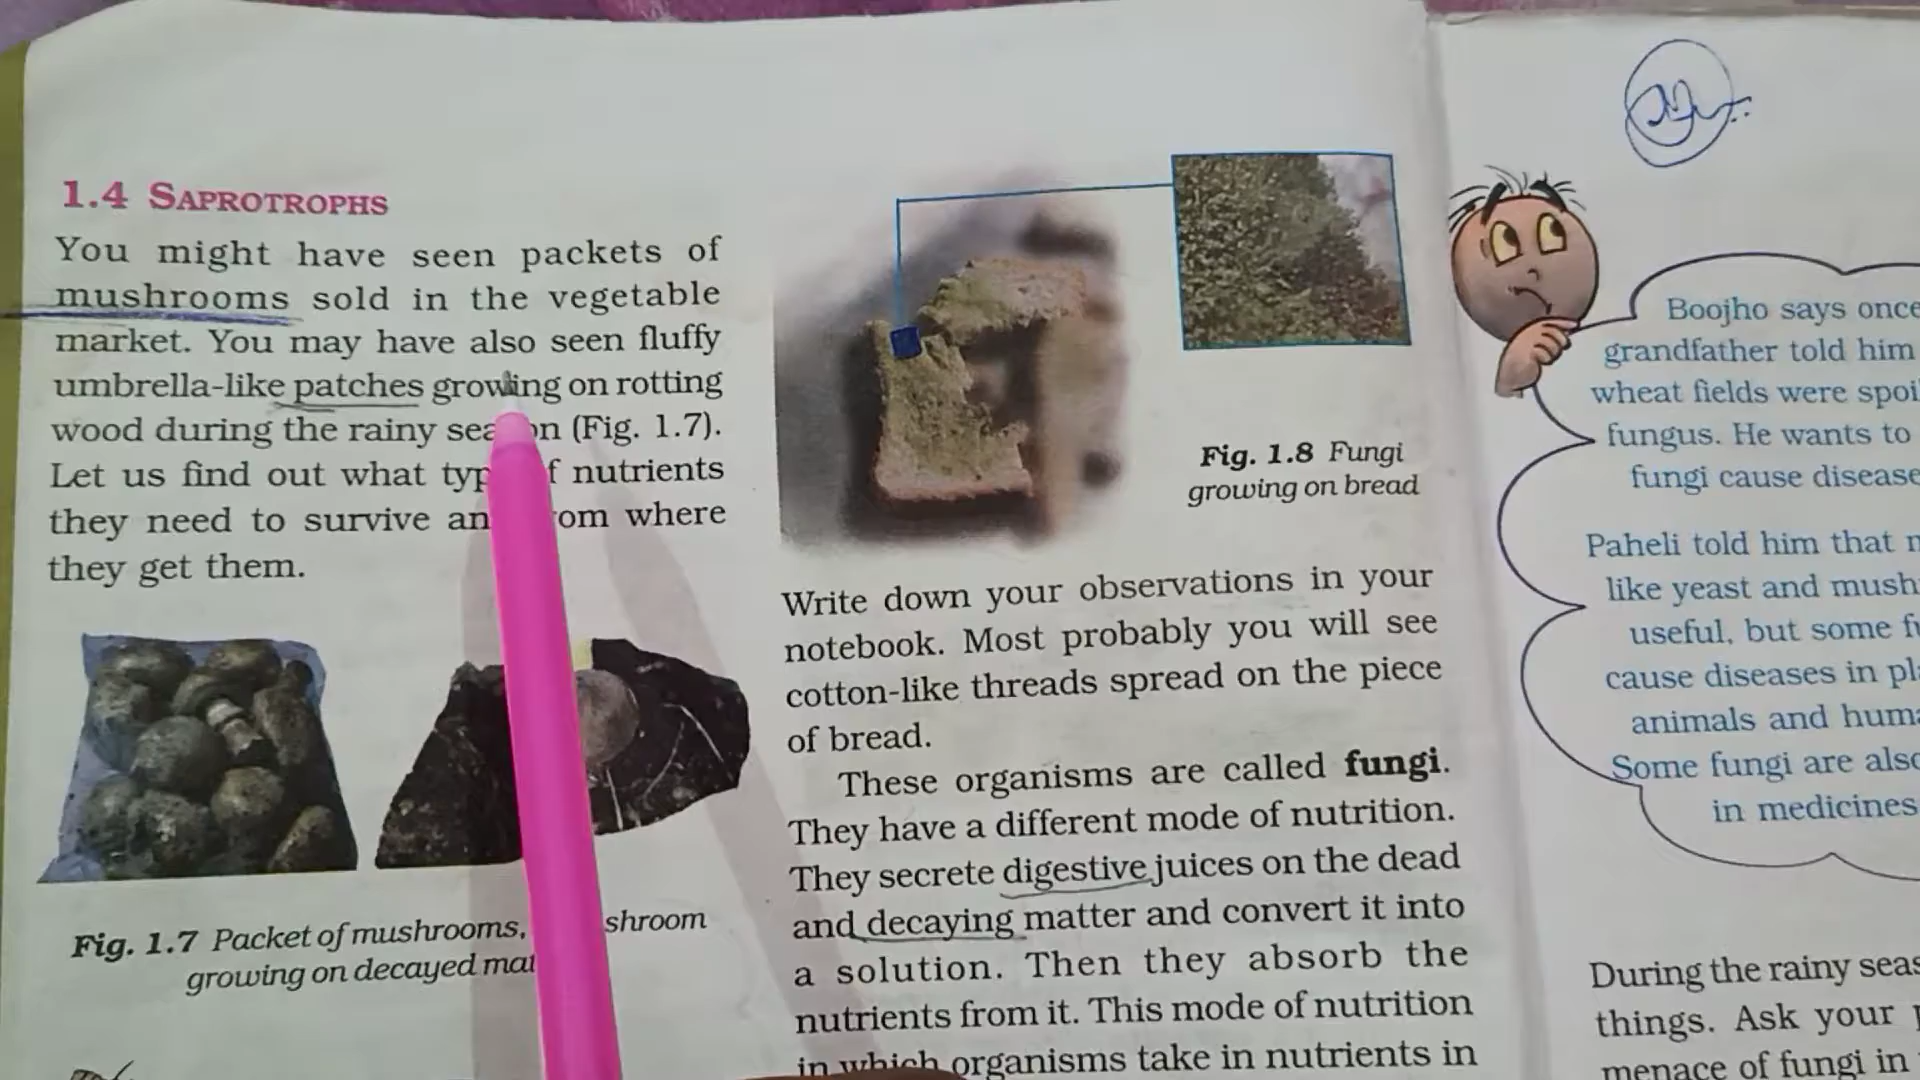 1.4 SAPROTROPHS
You might have seen packets of
mushrooms sold in the vegetable
market. You may have also seen fluffy
umbrella-like patches growing on rotting
wood during the rainy sea on (Fig. 1.7).
Let us find out what typ f nutrients
they need to survive an om where
they get them.
Fig. 1.7 Packet of mushrooms, shroom
growing on decayed mat
Fig. 1.8 Fungi
growing on bread
Write down your observations in your
notebook. Most probably you will see
cotton-like threads spread on the piece
of bread.
These organisms are called fungi.
They have a different mode of nutrition.
They secrete digestive juices on the dead
and decaying matter and convert it into
a solution. Then they absorb the
nutrients from it. This mode of nutrition
in which organisms take in nutrients in
Boojho says once
grandfather told him
wheat fields were spoil
fungus. He wants to
fungi cause disease
Paheli told him that
like yeast and mush
useful, but some
cause diseases in pla
animals and huma
Some fungi are also
in medicines
During the rainy seas
things. Ask your
menace of fungi in